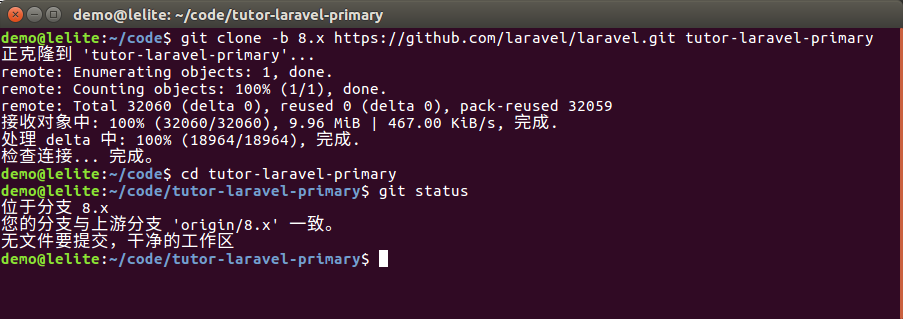 demo@lelite: ~/code/tutor-laravel-primary
demo@lelite:~/code$ git clone -b 8.x https://github.com/laravel/laravel.git tutor-laravel-primary
正克隆到 'tutor-laravel-primary'...
remote: Enumerating objects: 1, done.
remote: Counting objects: 100% (1/1), done.
remote: Total 32060 (delta 0), reused 0 (delta 0), pack-reused 32059
接收对象中: 100% (32060/32060), 9.96 MiB | 467.00 KiB/s, 完成.
处理 delta 中: 100% (18964/18964), 完成.
检查连接... 完成。
demo@lelite:~/code$ cd tutor-laravel-primary
demo@lelite:~/code/tutor-laravel-primary$ git status
位于分支 8.x
您的分支与上游分支 'origin/8.x' 一致。
无文件要提交，干净的工作区
demo@lelite:~/code/tutor-laravel-primary$